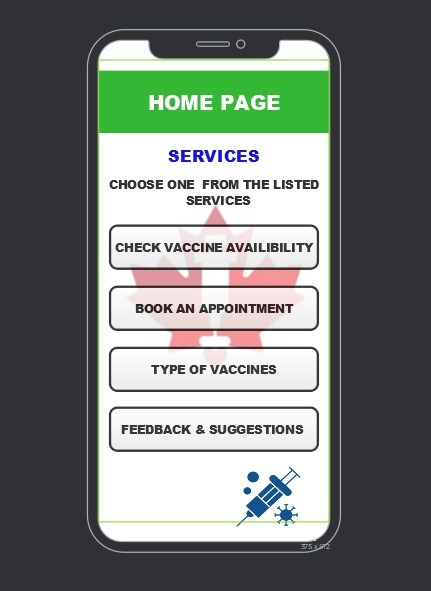 HOME PAGE
SERVICES
CHOOSE ONE FROM THE LISTED
SERVICES
CHECK VACCINE AVAILIBILITY
BOOK AN APPOINTMENT
TYPE OF VACCINES
FEEDBACK & SUGGESTIONS